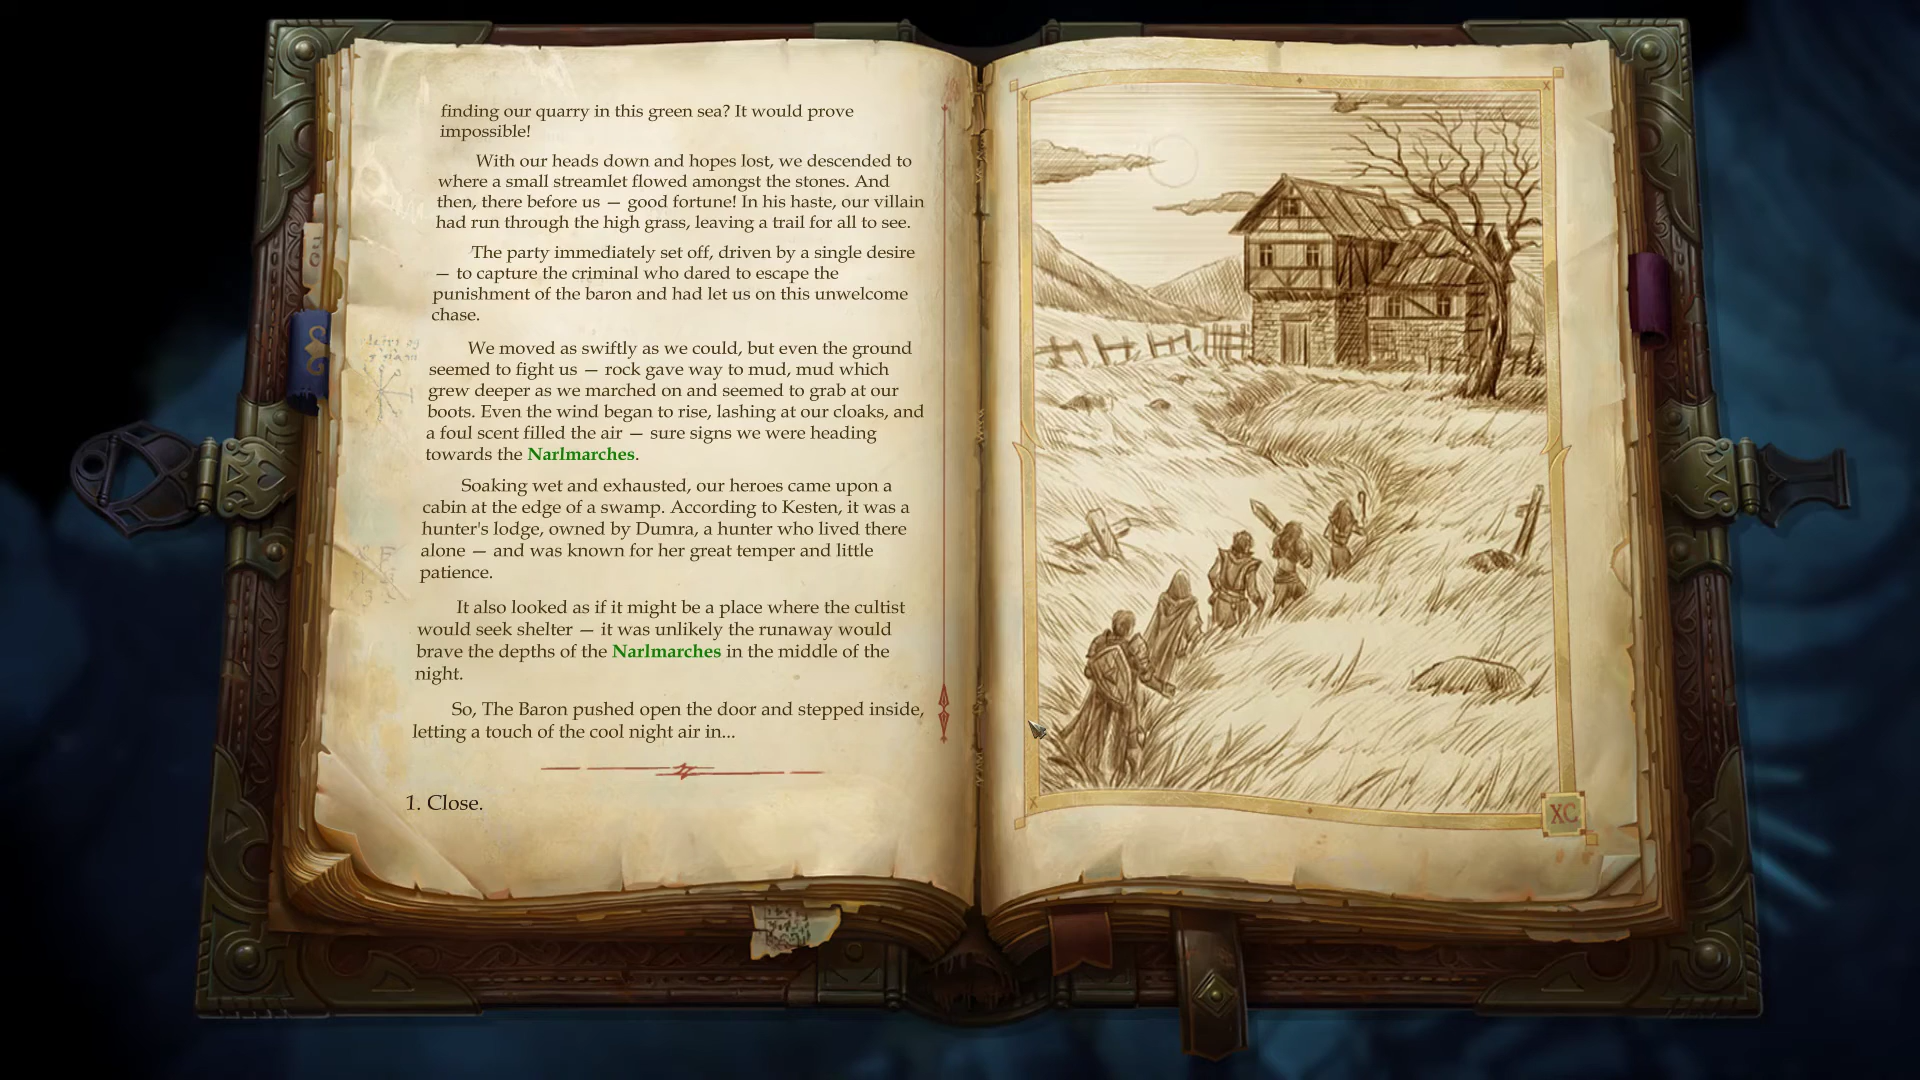 finding our quarry in this green sea? It would prove
impossible!
With our heads down and hopes lost, we descended to
where a small streamlet flowed amongst the stones. And
then, there before us — good fortune! In his haste, our villain
had run through the high grass, leaving a trail for all to see.
The party immediately set off, driven by a single desire
— to capture the criminal who dared to escape the
punishment of the baron and had let us on this unwelcome
chase.
We moved as swiftly as we could, but even the ground
seemed to fight us — rock gave way to mud, mud which
grew deeper as we marched on and seemed to grab at our
boots. Even the wind began to rise, lashing at our cloaks, and
a foul scent filled the air — sure signs we were heading
towards the Narlmarches.
Soaking wet and exhausted, our heroes came upon a
cabin at the edge of a swamp. According to Kesten, it was a
hunter's lodge, owned by Dumra, a hunter who lived there
alone — and was known for her great temper and little
patience.
It also looked as if it might be a place where the cultist
would seek shelter — it was unlikely the runaway would
brave the depths of the Narlmarches in the middle of the
night.
So, The Baron pushed open the door and stepped inside,
letting a touch of the cool night air in...
1. Close.
XC